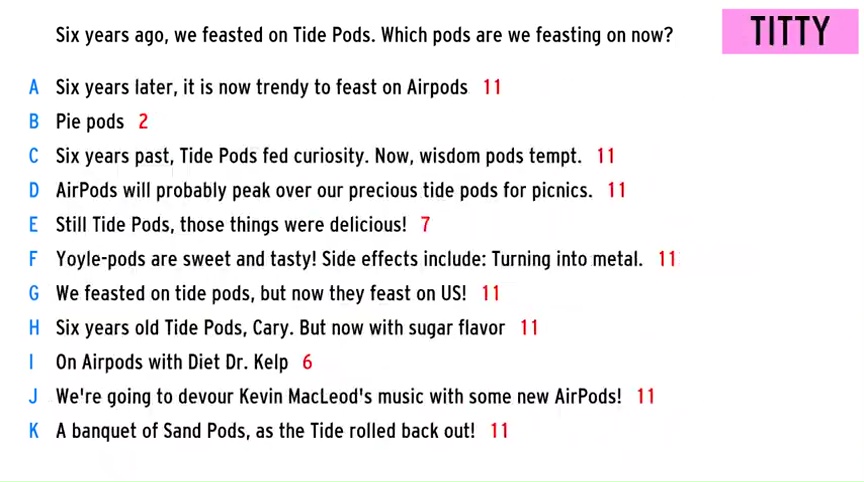 Six years ago, we feasted on Tide Pods. Which pods are we feasting on now?
TITTY
A Six years later, it is now trendy to feast on Airpods 11
B Pie pods 2
C Six years past, Tide Pods fed curiosity. Now, wisdom pods tempt. 11
D AirPods will probably peak over our precious tide pods for picnics. 11
E Still Tide Pods, those things were delicious! 7
F Yoyle-pods are sweet and tasty! Side effects include: Turning into metal. 11
G We feasted on tide pods, but now they feast on US! 11
H Six years old Tide Pods, Cary. But now with sugar flavor 11
I On Airpods with Diet Dr. Kelp 6
J We're going to devour Kevin MacLeod's music with some new AirPods! 11
K A banquet of Sand Pods, as the Tide rolled back out! 11